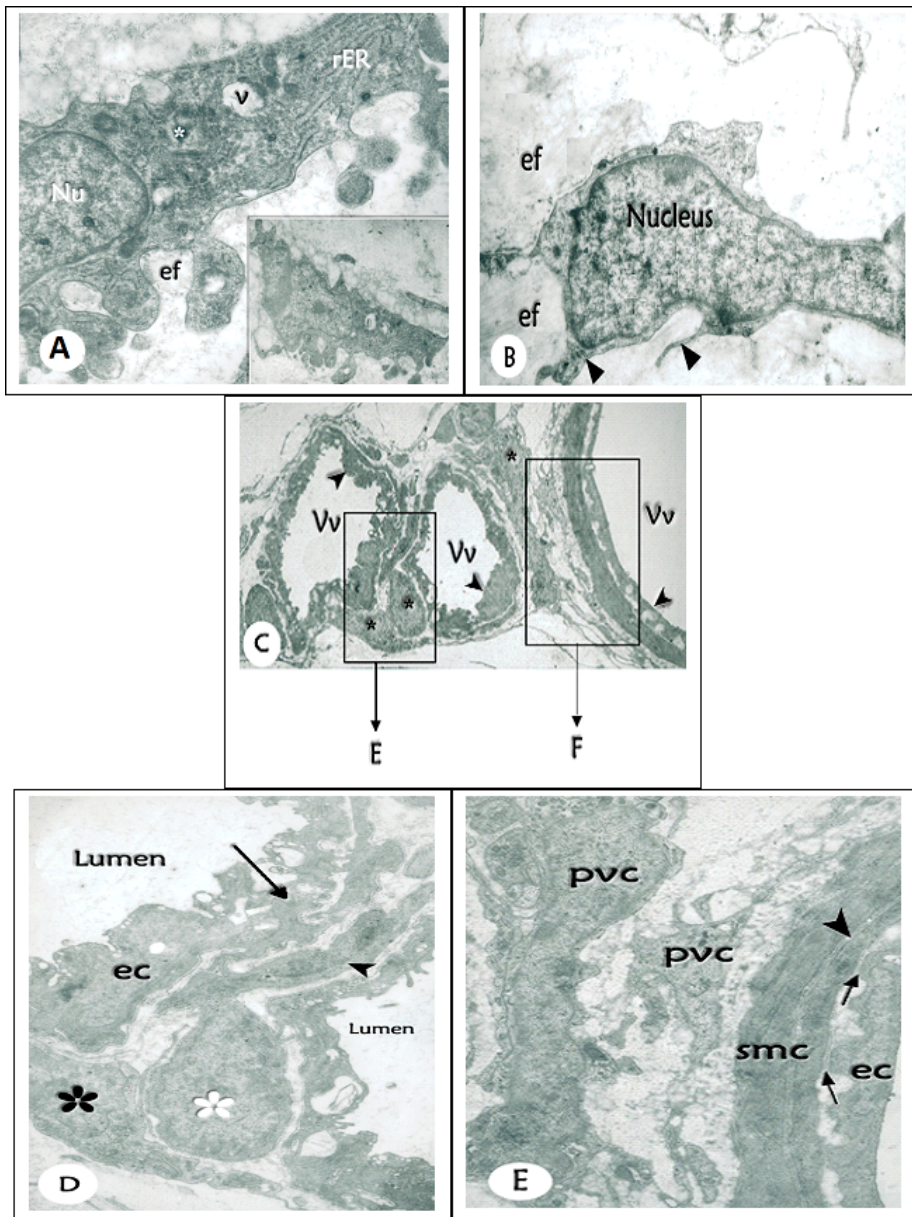 rER
v
*
Nu
ef
A
ef
Nucleus
ef
B
*
Vv
Vv
Vv
*
*
C
E
F
Lumen
ec
Lumen
*
*
D
pvc
pvc
smc
ec
E